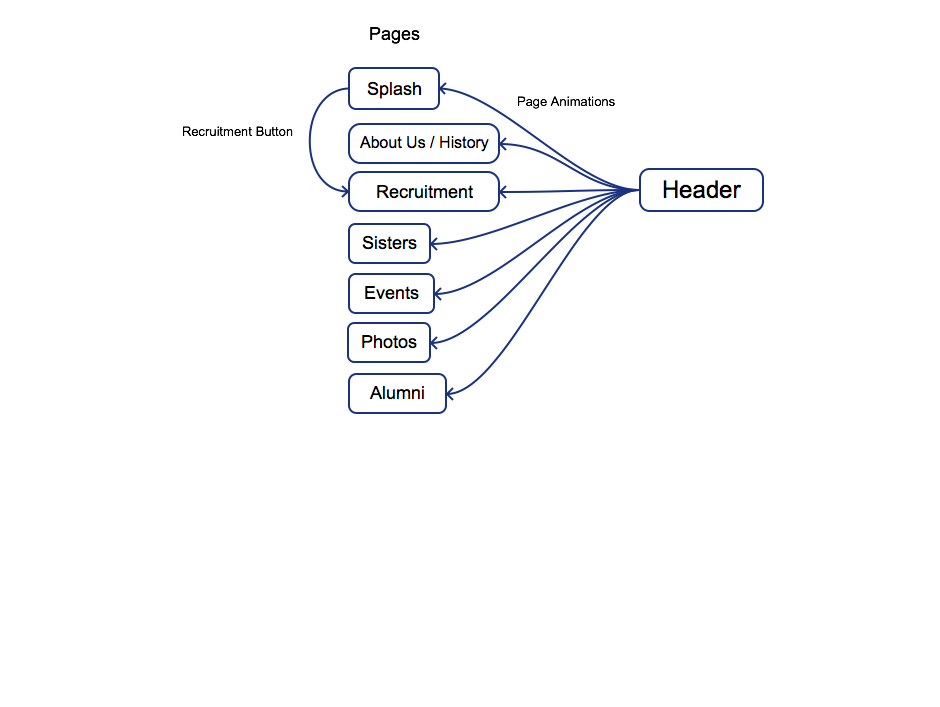 Pages
Splash
Page Animations
Recruitment Button
About Us / History
Recruitment
Header
Sisters
Events
Photos
Alumni